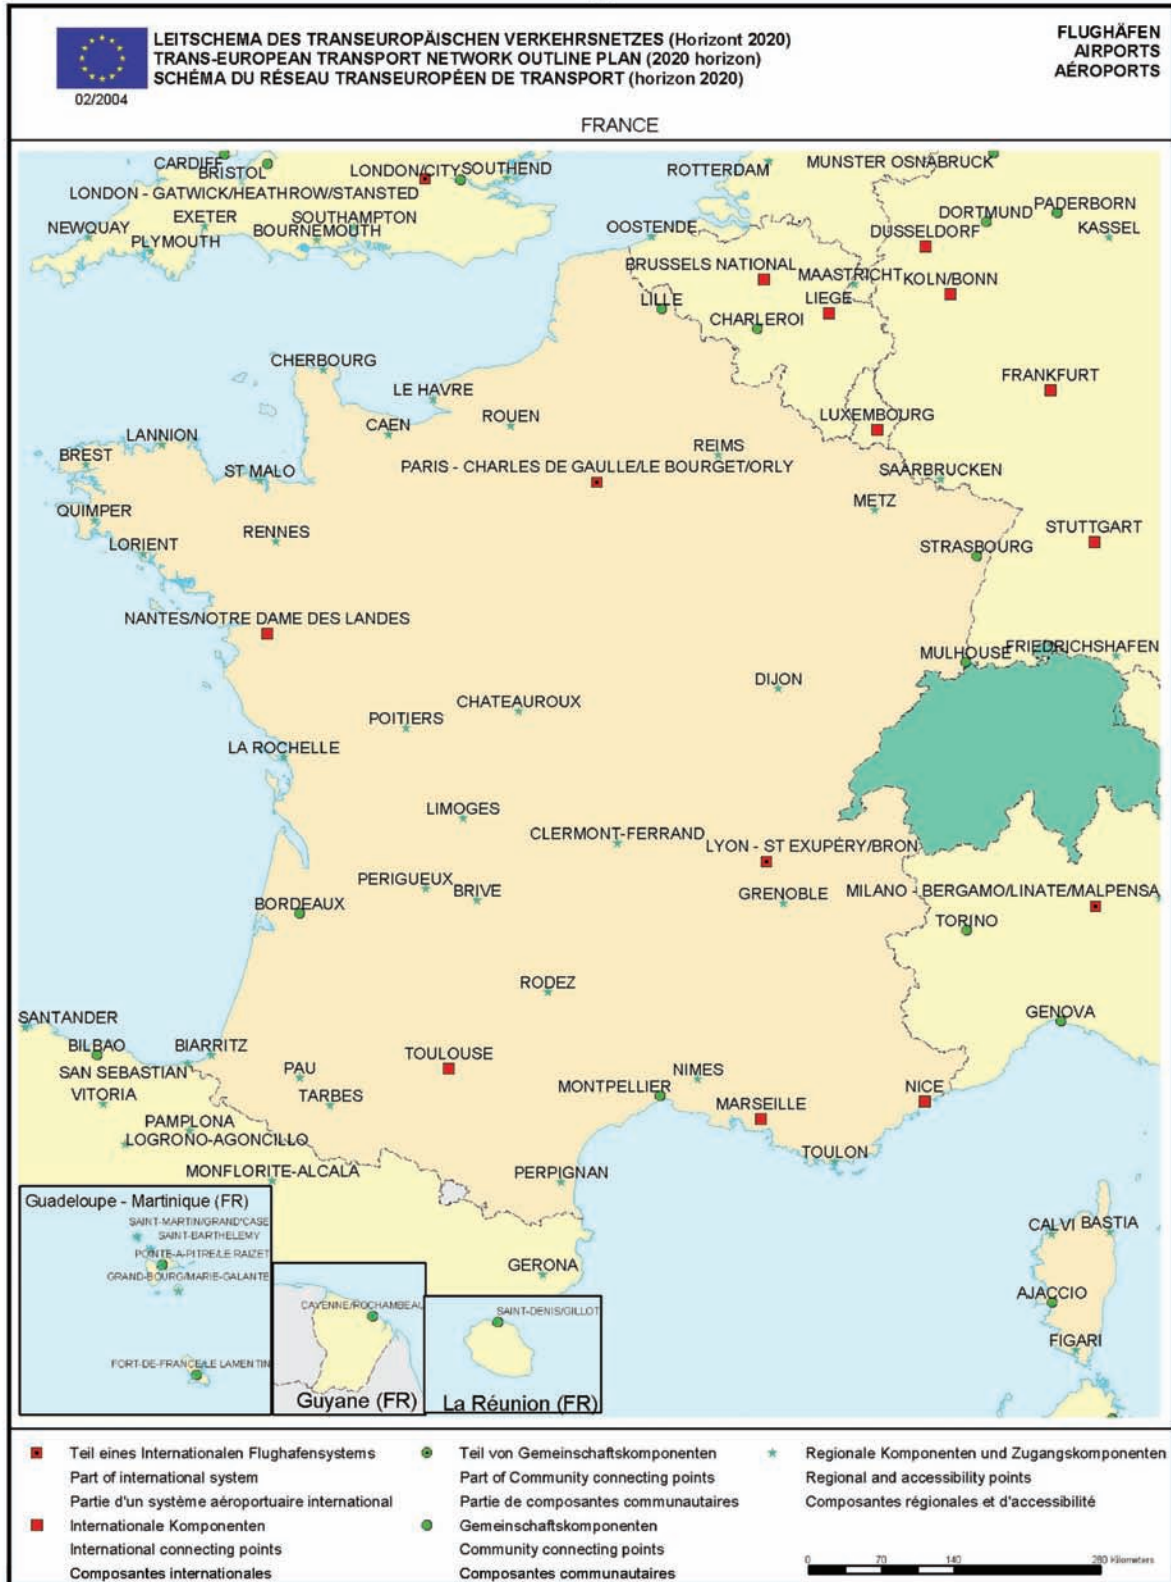 LEITSCHEMA DES TRANSEUROPÄISCHEN VERKEHRSNETZES (Horizont 2020)
TRANS-EUROPEAN TRANSPORT NETWORK OUTLINE PLAN (2020 horizon)
SCHÉMA DU RÉSEAU TRANSEUROPÉEN DE TRANSPORT (horizon 2020)
FLUGHÄFEN
AIRPORTS
AÉROPORTS
02/2004
FRANCE
CARDIFF
BRISTOL
LONDON/CITY
SOUTHEND
LONDON - GATWICK/HEATHROW/STANSTED
ROTTERDAM
MUNSTER OSNABRUCK
NEWQUAY
EXETER
SOUTHAMPTON
PLYMOUTH
BOURNEMOUTH
OOSTENDE
DORTMUND
PADERBORN
DUSSELDORF
KASSEL
BRUSSELS NATIONAL
MAASTRICHT
KOLN/BONN
LILLE
LIEGE
CHARLEROI
CHERBOURG
LE HAVRE
FRANKFURT
CAEN
ROUEN
LUXEMBOURG
LANNION
BREST
ST MALO
REIMS
PARIS - CHARLES DE GAULLE/LE BOURGET/ORLY
SAARBRUCKEN
QUIMPER
METZ
RENNES
LORIENT
STUTTGART
STRASBOURG
NANTES/NOTRE DAME DES LANDES
MULHOUSE
FRIEDRICHSHAFEN
DIJON
CHATEAUROUX
POITIERS
LA ROCHELLE
LIMOGES
CLERMONT-FERRAND
LYON - ST EXUPÉRY/BRON
PERIGUEUX
BRIVE
GRENOBLE
MILANO - BERGAMO/LINATE/MALPENSA
BORDEAUX
TORINO
RODEZ
SANTANDER
GENOVA
BILBAO
BIARRITZ
TOULOUSE
SAN SEBASTIAN
PAU
NIMES
MONTPELLIER
NICE
VITORIA
TARBES
MARSEILLE
PAMPLONA
LOGRONO-AGONCILLO
TOULON
MONFLORITE-ALCALA
PERPIGNAN
Guadeloupe - Martinique (FR)
SAINT-MARTIN/GRAND'CASE
SAINT-BARTHELEMY
POINTE-A-PITRE/LE RAIZET
GRAND-BOURG/MARIE-GALANTE
FORT-DE-FRANCE/LE LAMENTIN
CALVI
BASTIA
GERONA
AJACCIO
CAYENNE/ROCHAMBEAU
SAINT-DENIS/GILLOT
FIGARI
Guyane (FR)
La Réunion (FR)
Teil eines Internationalen Flughafensystems
Part of international system
Partie d'un système aéroportuaire international
Internationale Komponenten
International connecting points
Composantes internationales
Teil von Gemeinschaftskomponenten
Part of Community connecting points
Partie de composantes communautaires
Gemeinschaftskomponenten
Community connecting points
Composantes communautaires
Regionale Komponenten und Zugangskomponenten
Regional and accessibility points
Composantes régionales et d'accessibilité
0 70 140 280 Kilometers